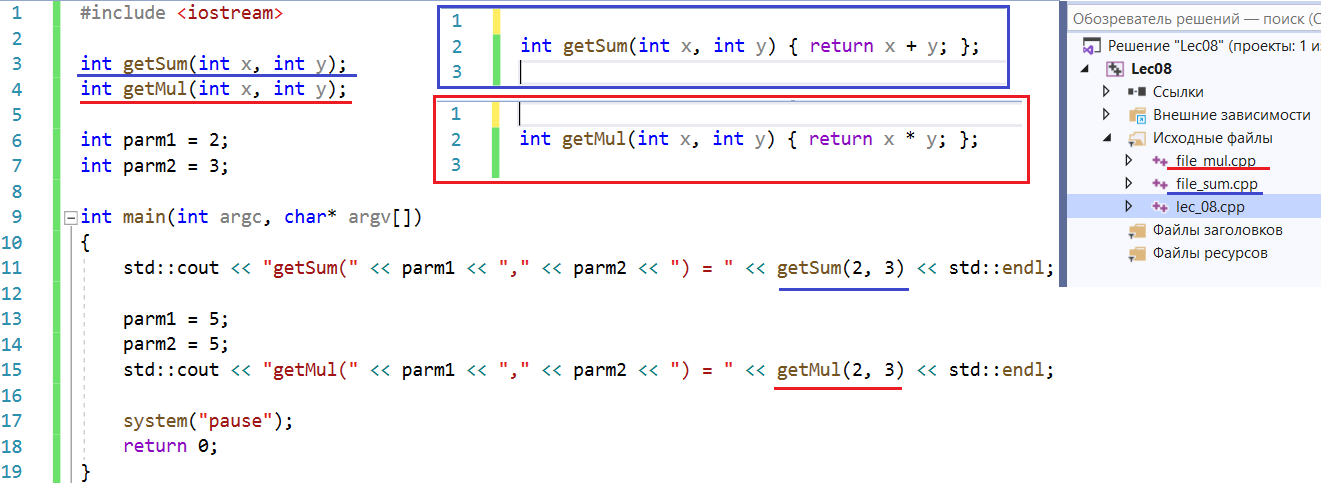 1 #include <iostream>
2
3 int getSum(int x, int y);
4 int getMul(int x, int y);
5
6 int parm1 = 2;
7 int parm2 = 3;
8
9 int main(int argc, char* argv[])
10 {
11 std::cout << "getSum(" << parm1 << "," << parm2 << ") = " << getSum(2, 3) << std::endl;
12
13 parm1 = 5;
14 parm2 = 5;
15 std::cout << "getMul(" << parm1 << "," << parm2 << ") = " << getMul(2, 3) << std::endl;
16
17 system("pause");
18 return 0;
19 }
1
2 int getSum(int x, int y) { return x + y; };
3
1
2 int getMul(int x, int y) { return x * y; };
3
Обозреватель решений — поиск (C
Решение "Lec08" (проекты: 1 из
Lec08
Ссылки
Внешние зависимости
Исходные файлы
file_mul.cpp
file_sum.cpp
lec_08.cpp
Файлы заголовков
Файлы ресурсов